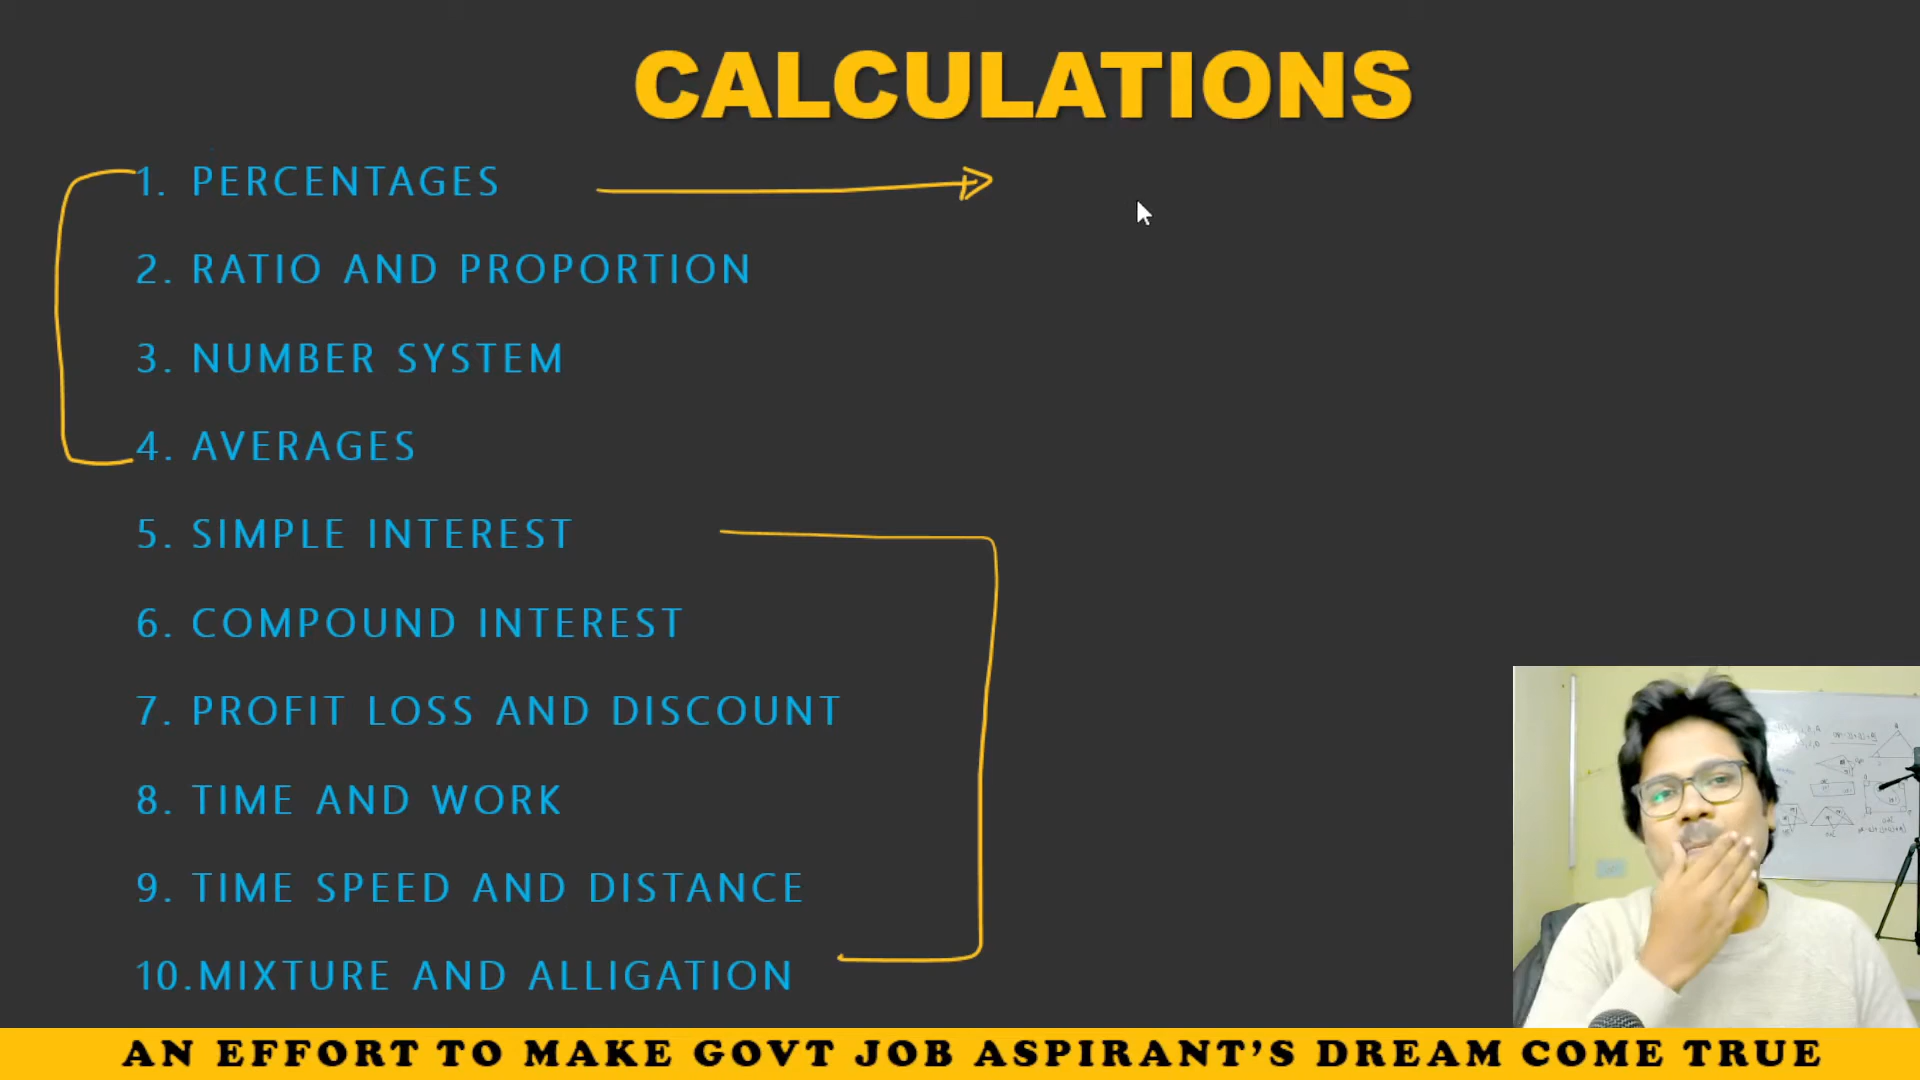 CALCULATIONS
1. PERCENTAGES
2. RATIO AND PROPORTION
3. NUMBER SYSTEM
4. AVERAGES
5. SIMPLE INTEREST
6. COMPOUND INTEREST
7. PROFIT LOSS AND DISCOUNT
8. TIME AND WORK
9. TIME SPEED AND DISTANCE
10.MIXTURE AND ALLIGATION
AN EFFORT TO MAKE GOVT JOB ASPIRANT’S DREAM COME TRUE